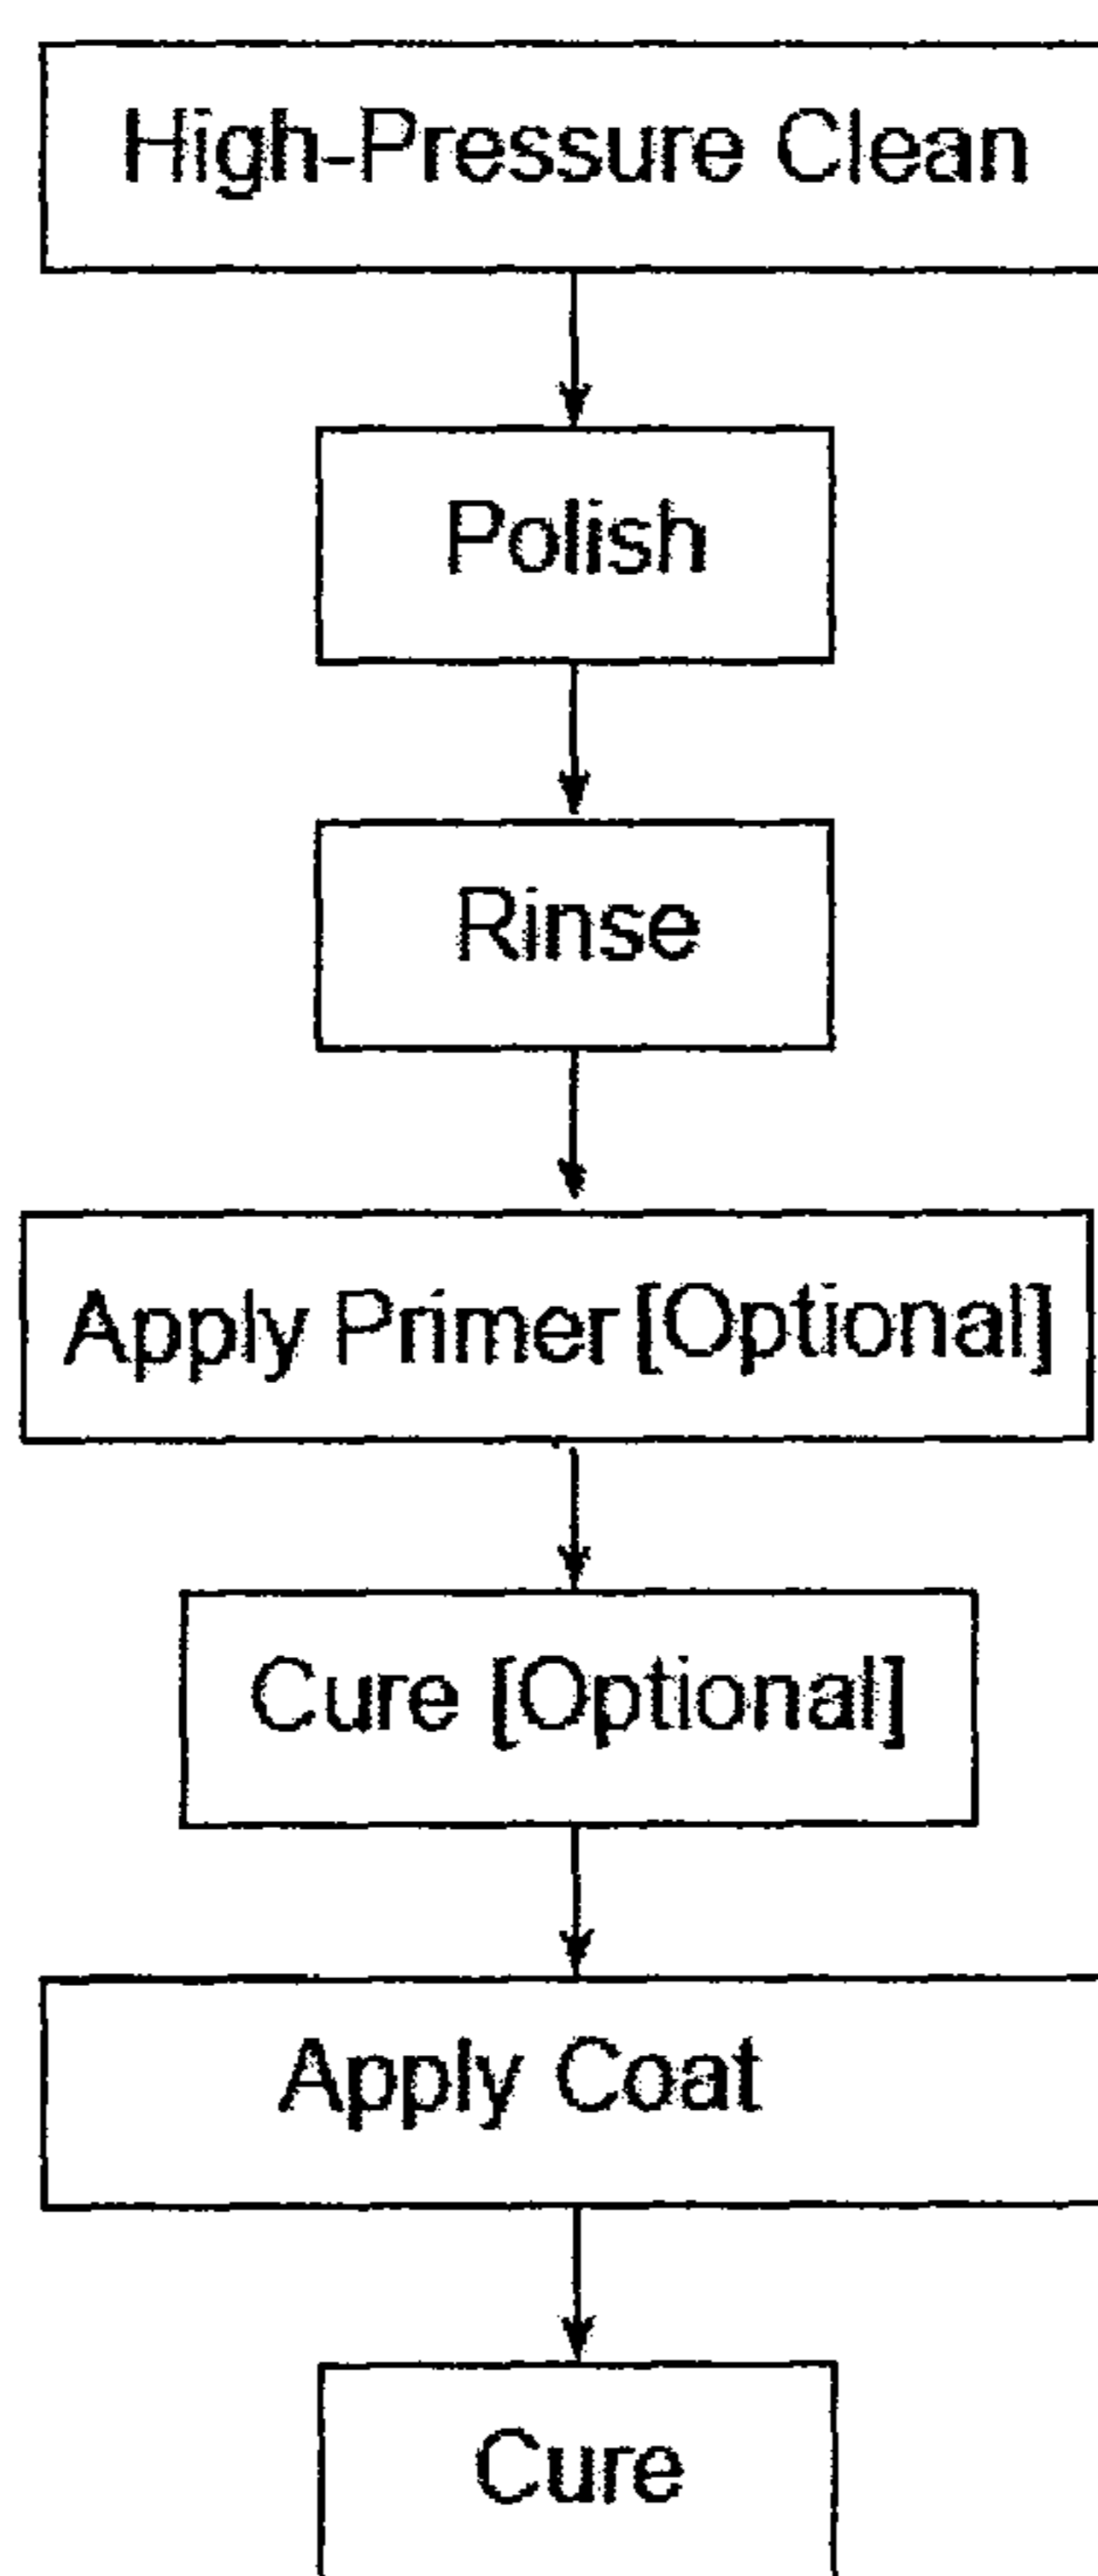 High-Pressure Clean
Polish
Rinse
Apply Primer [Optional]
Cure [Optional]
Apply Coat
Cure